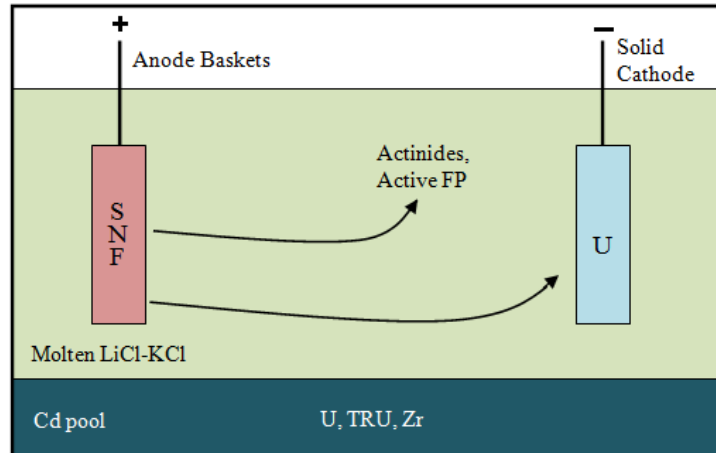 +
Anode Baskets
−
Solid
Cathode
Actinides,
Active FP
S
N
F
U
Molten LiCl-KCl
Cd pool
U, TRU, Zr